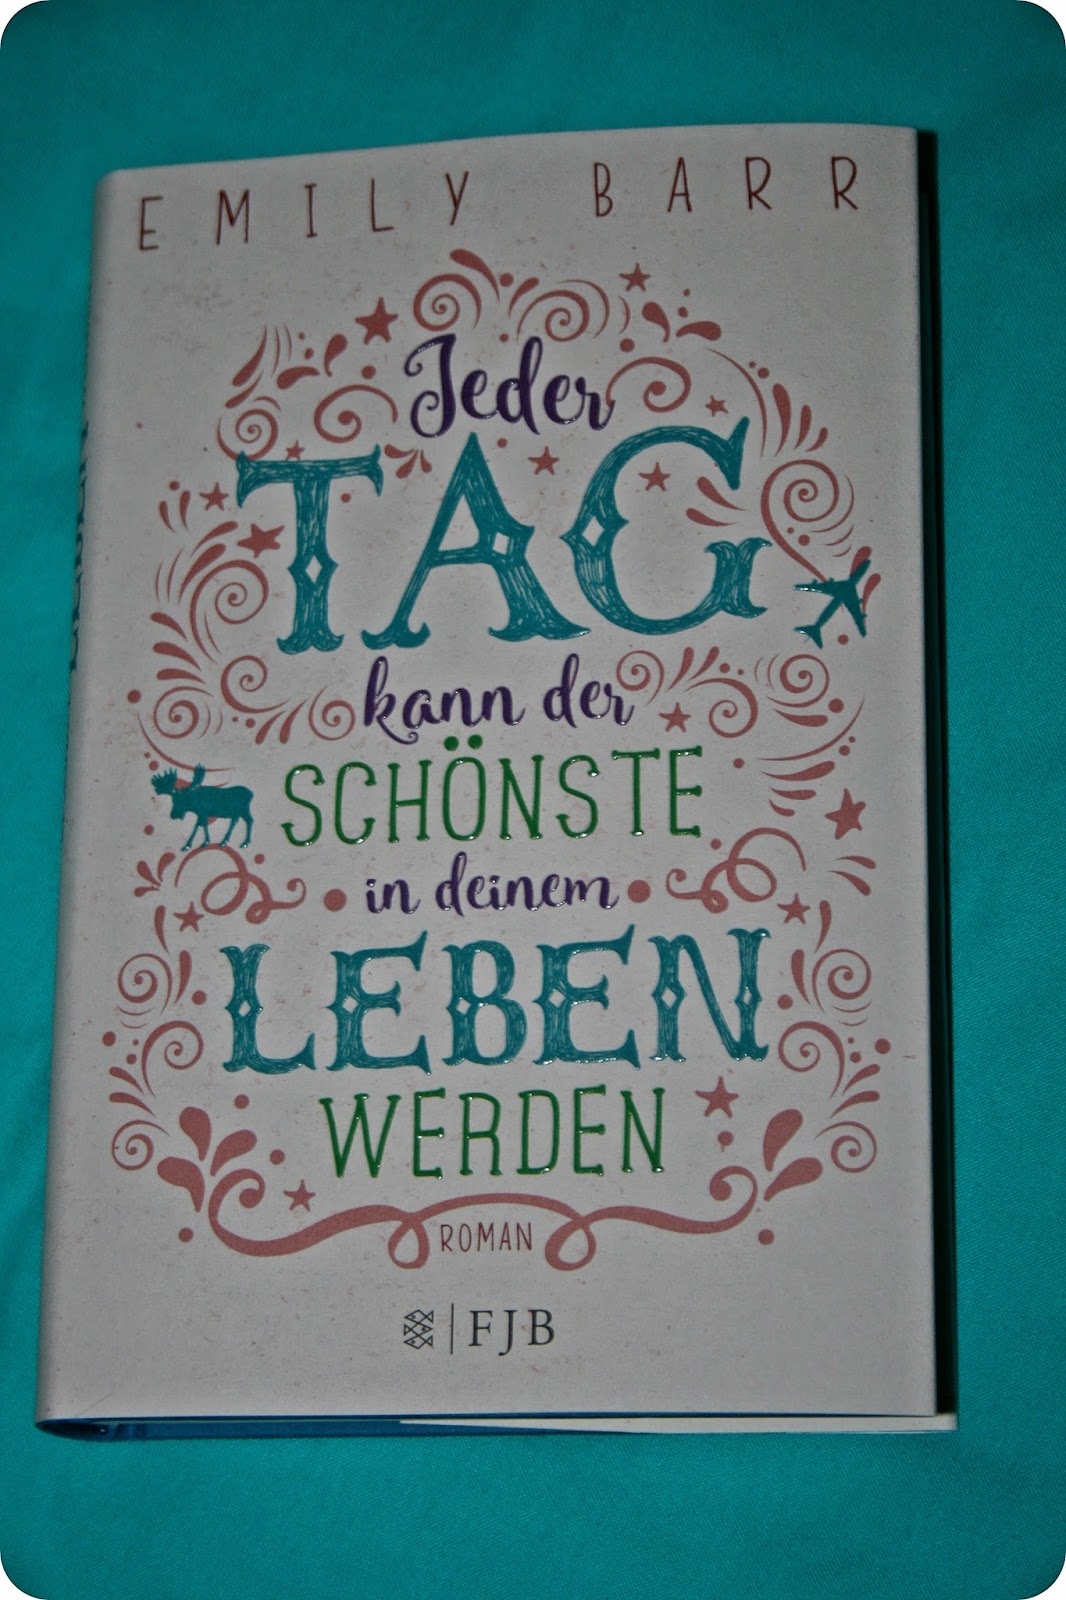 EMILY BARR
Jeder
TAG
kann der
SCHÖNSTE
in deinem
LEBEN
WERDEN
ROMAN
FJB